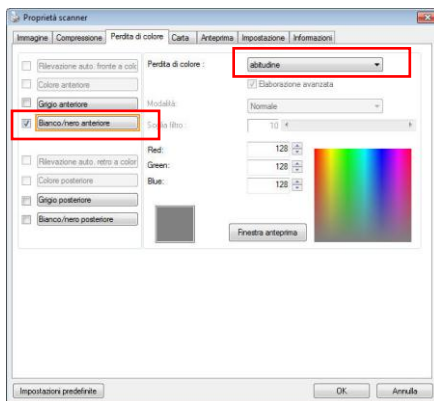 Proprietà scanner
Immagine Compressione Perdita di colore Carta Anteprima Impostazione Informazioni
Rilevazione auto. fronte a colo
Perdita di colore : abitudine
Colore anteriore
Elaborazione avanzata
Grigio anteriore
Modalità: Normale
Bianco/nero anteriore
Soglia filtro : 10
Red: 128
Rilevazione auto. retro a color
Green: 128
Colore posteriore
Blue: 128
Grigio posteriore
Bianco/nero posteriore
Finestra anteprima
Impostazioni predefinite OK Annulla